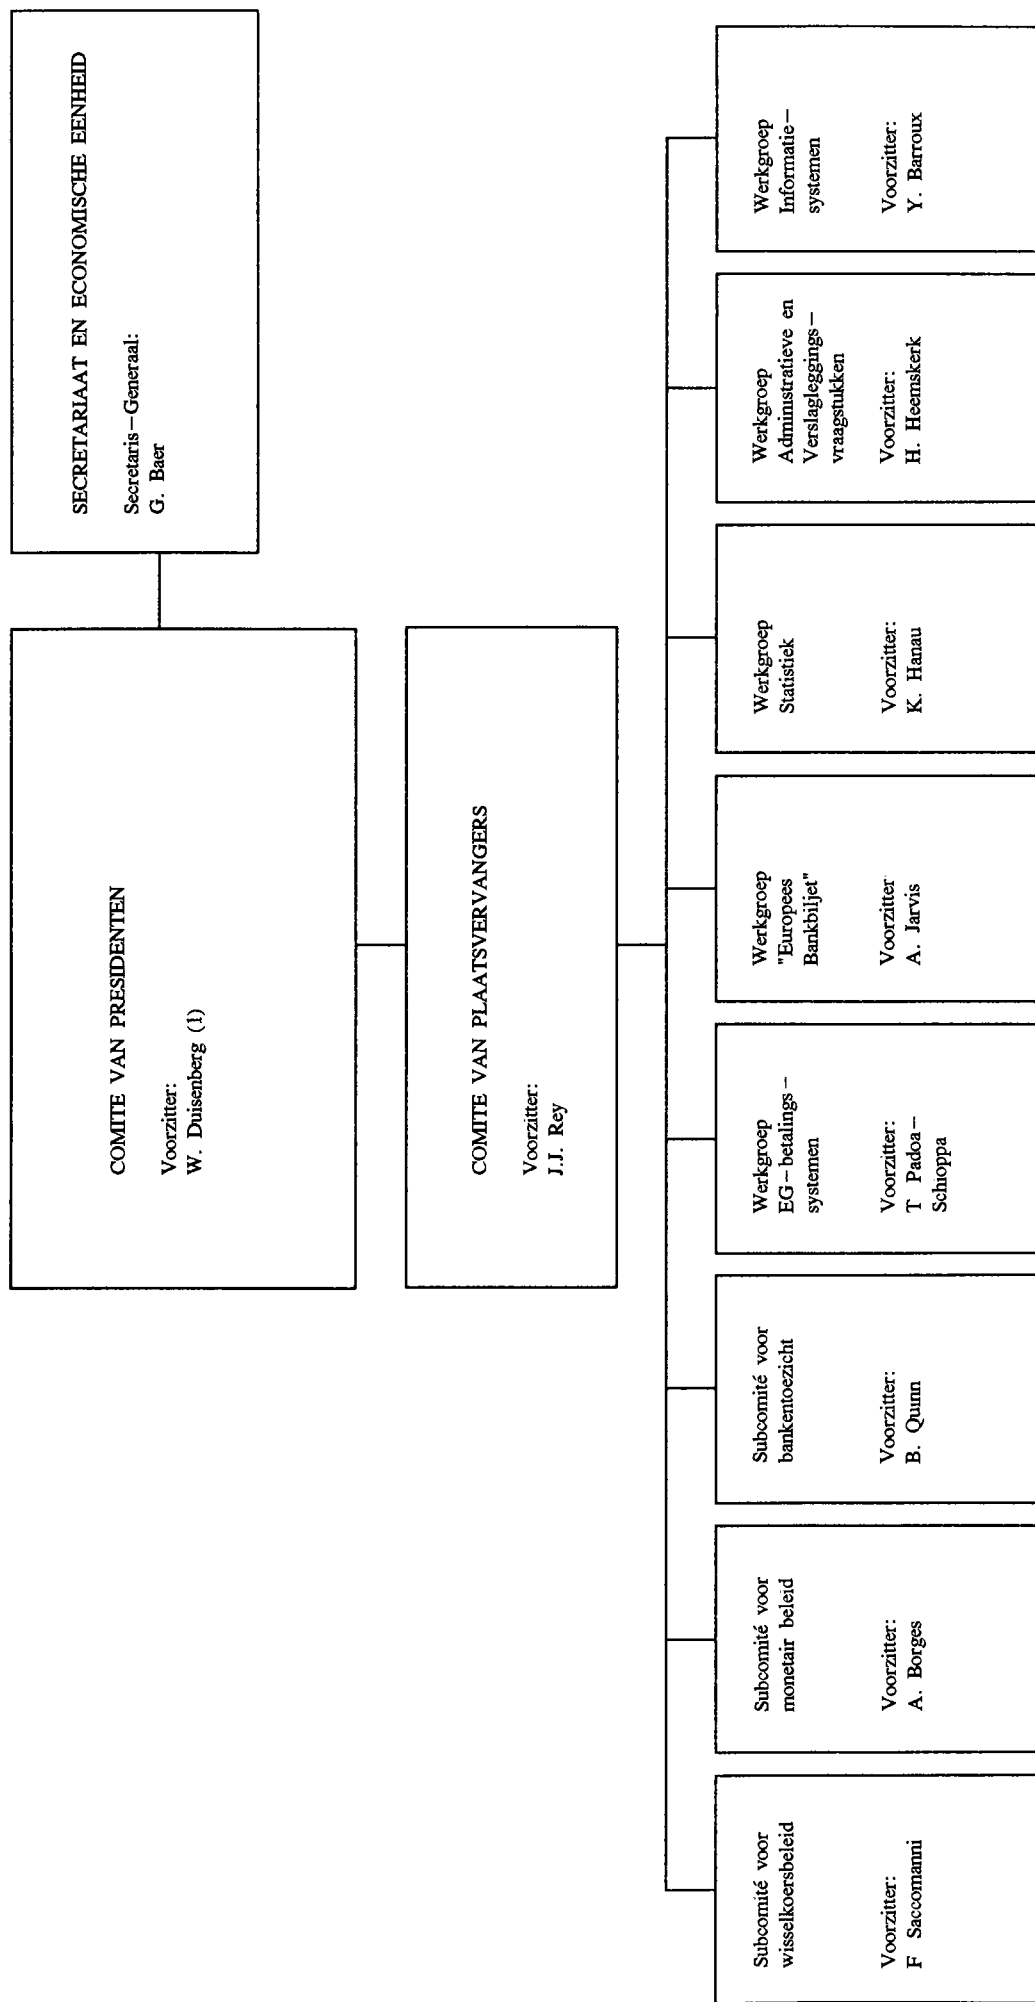 SECRETARIAAT EN ECONOMISCHE EENHEID
Secretaris-Generaal:
G. Baer
COMITE VAN PRESIDENTEN
Voorzitter:
W. Duisenberg (1)
COMITE VAN PLAATSVERVANGERS
Voorzitter:
J.J. Rey
Subcomité voor
wisselkoersbeleid
Voorzitter:
F Saccomanni
Subcomité voor
monetair beleid
Voorzitter:
A. Borges
Subcomité voor
bankentoezicht
Voorzitter:
B. Quinn
Werkgroep
EG-betalings-
systemen
Voorzitter:
T Padoa-
Schioppa
Werkgroep
"Europees
Bankbiljet"
Voorzitter
A. Jarvis
Werkgroep
Statistiek
Voorzitter:
K. Hanau
Werkgroep
Administratieve en
Verslagleggings-
vraagstukken
Voorzitter:
H. Heemskerk
Werkgroep
Informatie-
systemen
Voorzitter:
Y. Barroux